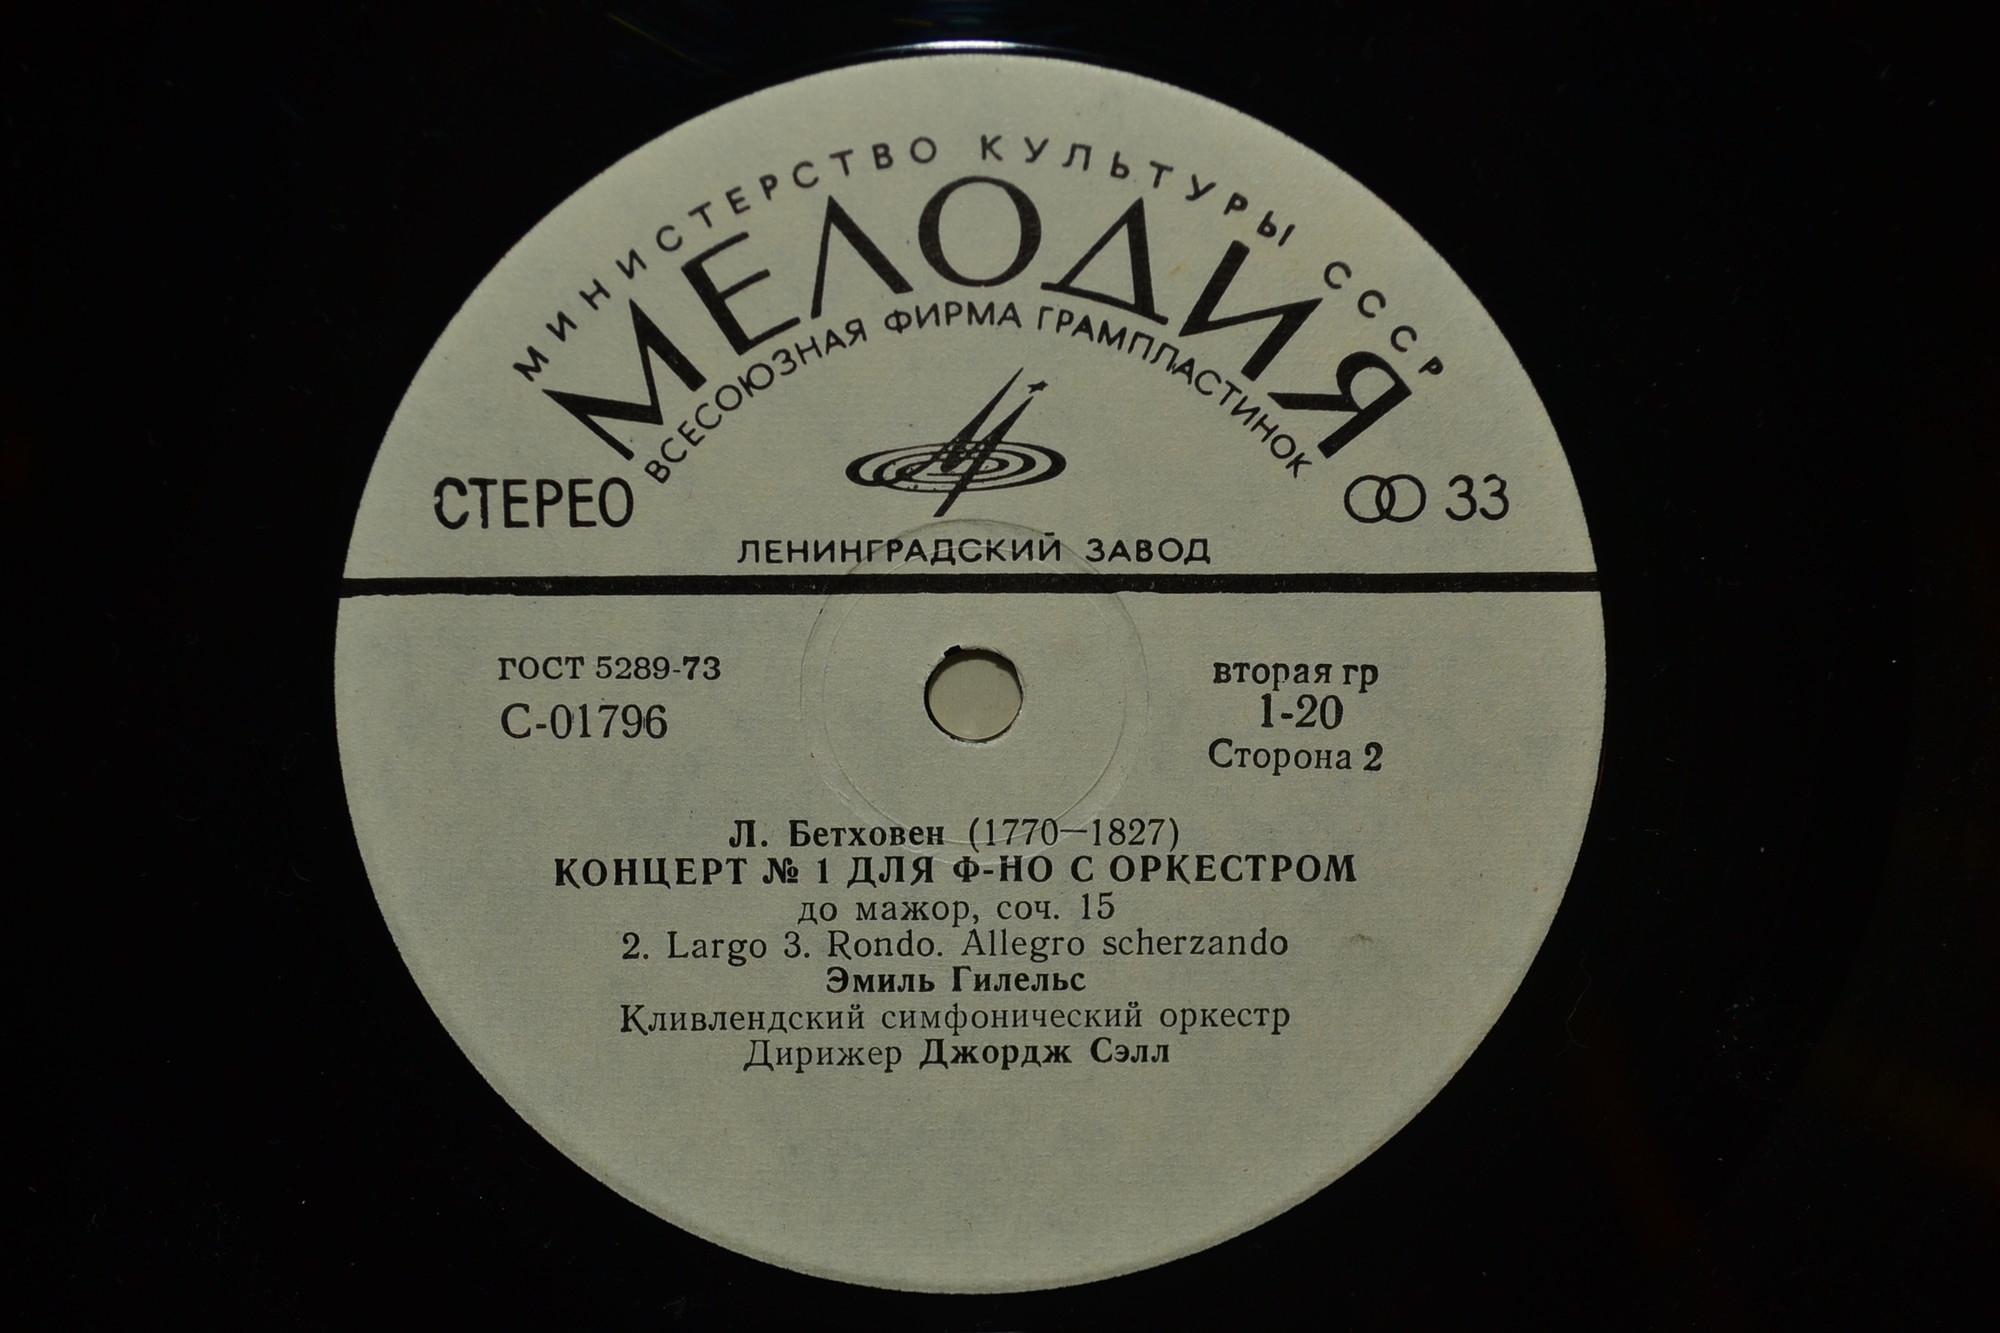 МИНИСТЕРСТВО КУЛЬТУРЫ СССР
МЕЛОДИЯ
ВСЕСОЮЗНАЯ ФИРМА ГРАМПЛАСТИНОК
СТЕРЕО
33
ЛЕНИНГРАДСКИЙ ЗАВОД
ГОСТ 5289-73
С-01796
вторая гр
1-20
Сторона 2
Л. Бетховен (1770—1827)
КОНЦЕРТ № 1 ДЛЯ Ф-НО С ОРКЕСТРОМ
до мажор, соч. 15
2. Largo 3. Rondo. Allegro scherzando
Эмиль Гилельс
Кливлендский симфонический оркестр
Дирижер Джордж Сэлл